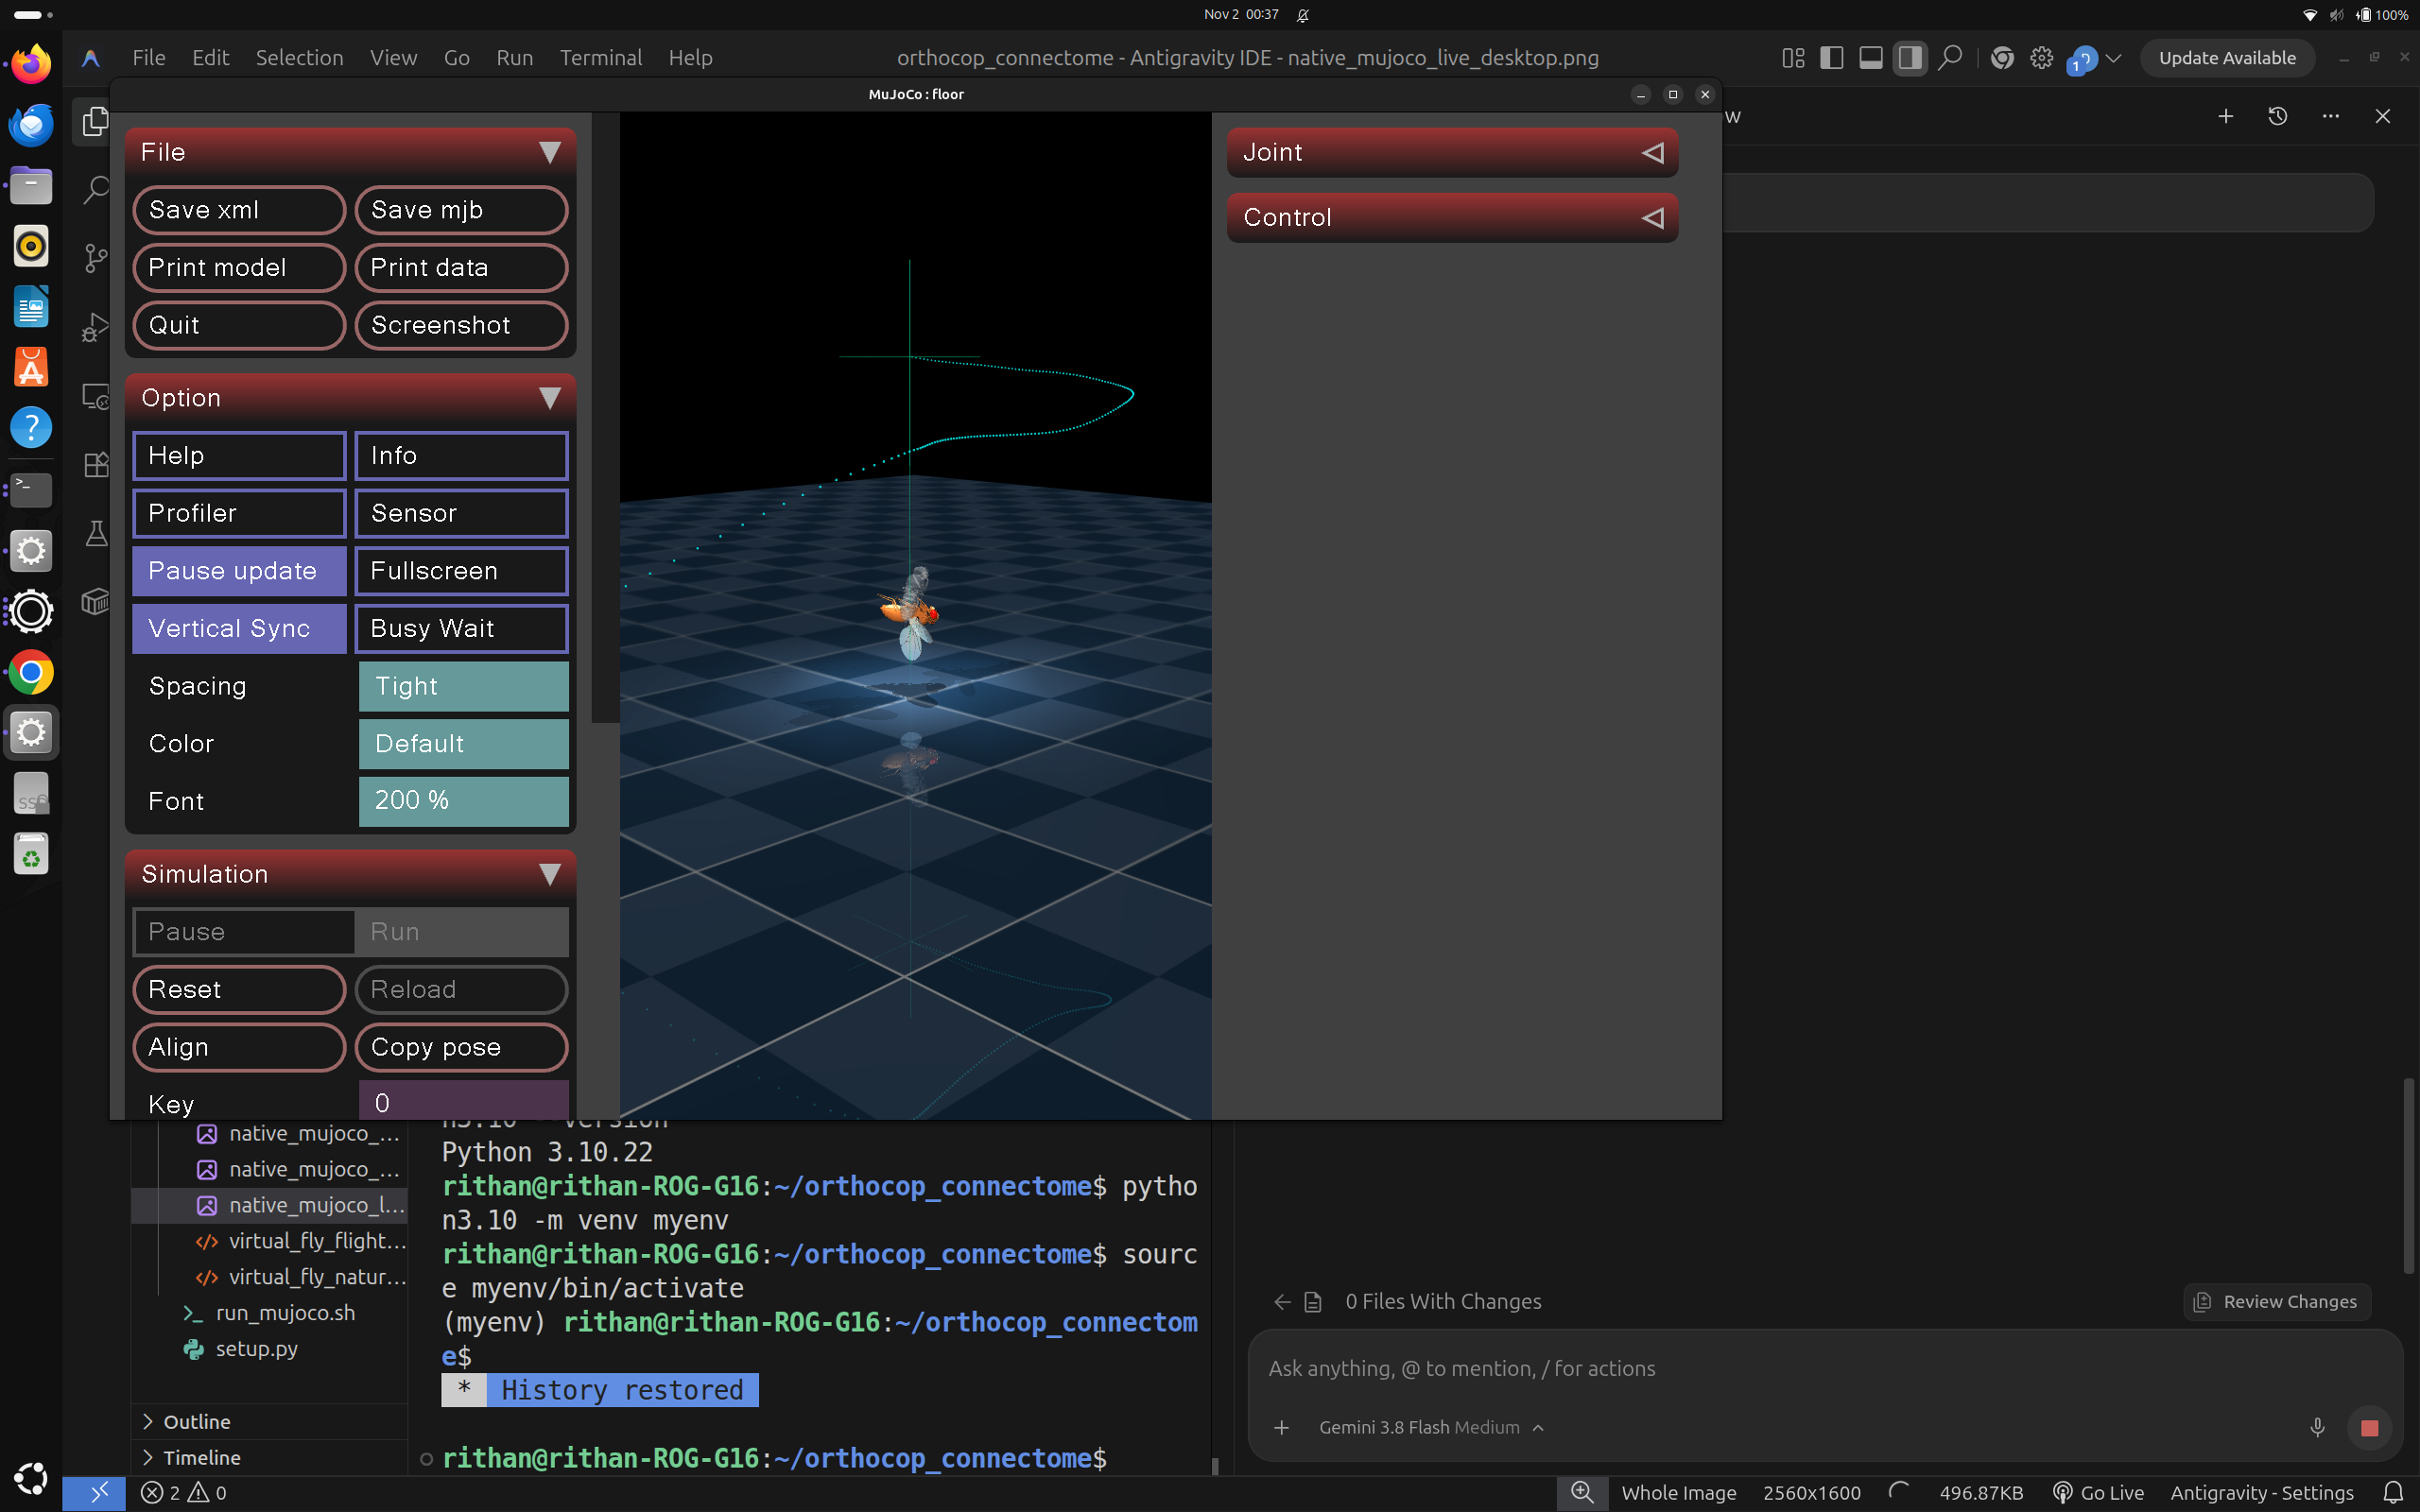 Nov 2 00:37
100%
File Edit Selection View Go Run Terminal Help
orthocop_connectome - Antigravity IDE - native_mujoco_live_desktop.png
1
Update Available
MuJoCo : floor
w
File
Save xml
Save mjb
Print model
Print data
Quit
Screenshot
Option
Help
Info
Profiler
Sensor
Pause update
Fullscreen
Vertical Sync
Busy Wait
Spacing
Tight
Color
Default
Font
200 %
Simulation
Pause
Run
Reset
Reload
Align
Copy pose
Key
0
Joint
Control
native_mujoco_...
native_mujoco_...
native_mujoco_l...
virtual_fly_flight...
virtual_fly_natur...
run_mujoco.sh
setup.py
Outline
Timeline
n3.10 --version
Python 3.10.22
rithan@rithan-ROG-G16:~/orthocop_connectome$ pytho
n3.10 -m venv myenv
rithan@rithan-ROG-G16:~/orthocop_connectome$ sourc
e myenv/bin/activate
(myenv) rithan@rithan-ROG-G16:~/orthocop_connectom
e$
* History restored
rithan@rithan-ROG-G16:~/orthocop_connectome$
0 Files With Changes
Review Changes
Ask anything, @ to mention, / for actions
Gemini 3.8 Flash Medium
2 0
Whole Image
2560x1600
496.87KB
Go Live
Antigravity - Settings